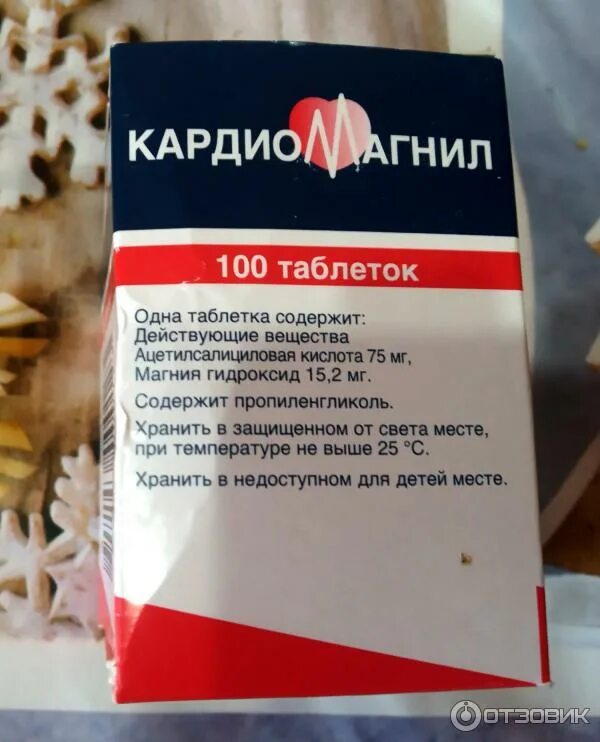 КАРДИОМАГНИЛ
100 таблеток
Одна таблетка содержит:
Действующие вещества
Ацетилсалициловая кислота 75 мг,
Магния гидроксид 15,2 мг.
Содержит пропиленгликоль.
Хранить в защищенном от света месте,
при температуре не выше 25 °C.
Хранить в недоступном для детей месте.
ОТЗОВИК